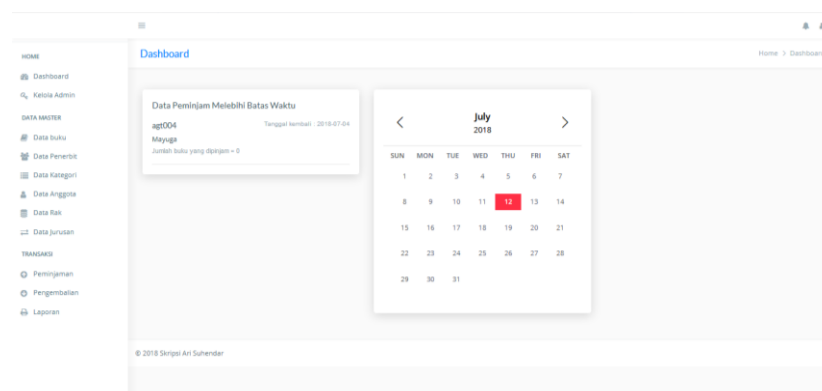 HOME
Dashboard
Kelola Admin
DATA MASTER
Data buku
Data Penerbit
Data Kategori
Data Anggota
Data Rak
Data Jurusan
TRANSAKSI
Peminjaman
Pengembalian
Laporan
Dashboard
Home > Dashboard
Data Peminjam Melebihi Batas Waktu
agt004 Tanggal kembali : 2018-07-04
Mayuga
Jumlah buku yang dipinjam = 0
July
2018
SUN MON TUE WED THU FRI SAT
1 2 3 4 5 6 7
8 9 10 11 12 13 14
15 16 17 18 19 20 21
22 23 24 25 26 27 28
29 30 31
© 2018 Skripsi Ari Suhendar